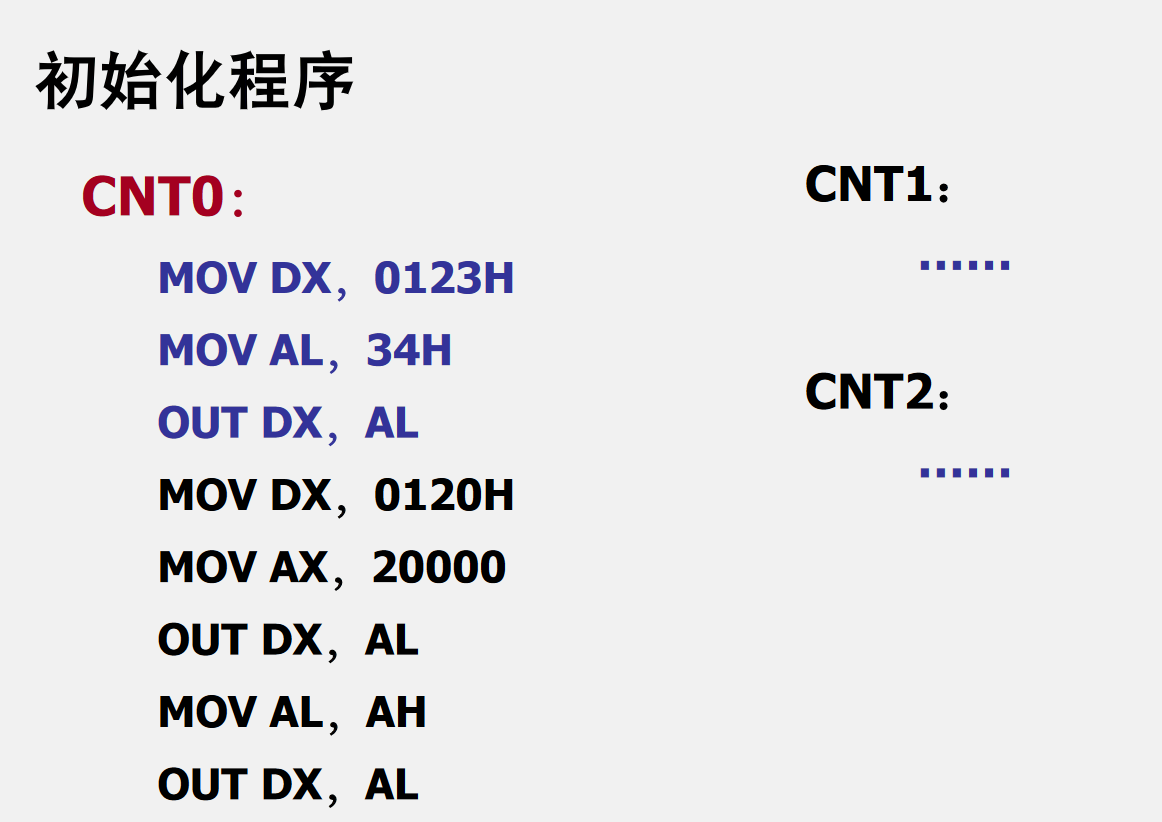 初始化程序
CNT0：
MOV DX，0123H
MOV AL，34H
OUT DX，AL
MOV DX，0120H
MOV AX，20000
OUT DX，AL
MOV AL，AH
OUT DX，AL
CNT1：
……
CNT2：
……